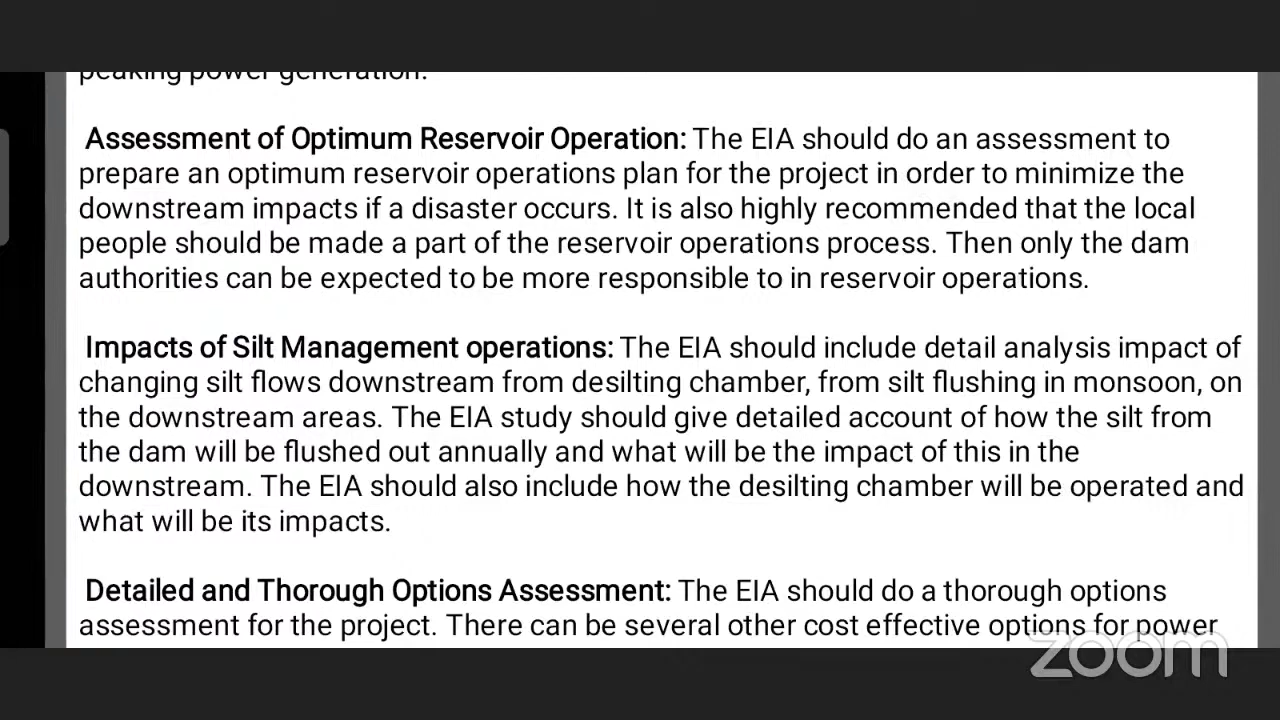 peaking power generation.
Assessment of Optimum Reservoir Operation: The EIA should do an assessment to
prepare an optimum reservoir operations plan for the project in order to minimize the
downstream impacts if a disaster occurs. It is also highly recommended that the local
people should be made a part of the reservoir operations process. Then only the dam
authorities can be expected to be more responsible to in reservoir operations.
Impacts of Silt Management operations: The EIA should include detail analysis impact of
changing silt flows downstream from desilting chamber, from silt flushing in monsoon, on
the downstream areas. The EIA study should give detailed account of how the silt from
the dam will be flushed out annually and what will be the impact of this in the
downstream. The EIA should also include how the desilting chamber will be operated and
what will be its impacts.
Detailed and Thorough Options Assessment: The EIA should do a thorough options
assessment for the project. There can be several other cost effective options for power
zoom